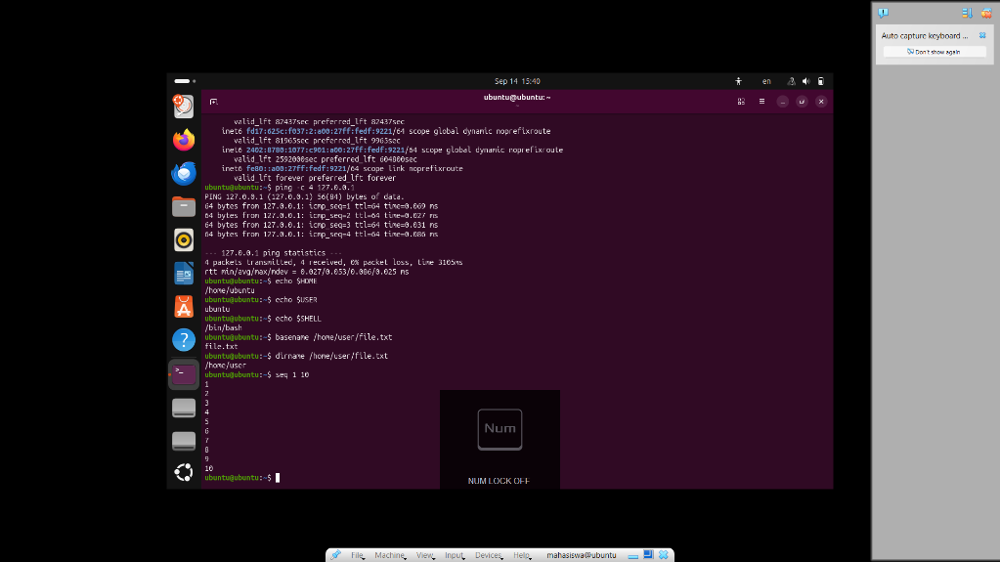 Auto capture keyboard ...
Don't show again
Sep 14 15:40
en
ubuntu@ubuntu: ~
valid_lft 82437sec preferred_lft 82437sec
inet6 fd17:625c:f037:2:a00:27ff:fedf:9221/64 scope global dynamic noprefixroute
valid_lft 81965sec preferred_lft 9965sec
inet6 2402:8780:1077:c901:a00:27ff:fedf:9221/64 scope global dynamic noprefixroute
valid_lft 2592000sec preferred_lft 604800sec
inet6 fe80::a00:27ff:fedf:9221/64 scope link noprefixroute
valid_lft forever preferred_lft forever
ubuntu@ubuntu:~$ ping -c 4 127.0.0.1
PING 127.0.0.1 (127.0.0.1) 56(84) bytes of data.
64 bytes from 127.0.0.1: icmp_seq=1 ttl=64 time=0.069 ms
64 bytes from 127.0.0.1: icmp_seq=2 ttl=64 time=0.027 ms
64 bytes from 127.0.0.1: icmp_seq=3 ttl=64 time=0.031 ms
64 bytes from 127.0.0.1: icmp_seq=4 ttl=64 time=0.086 ms
--- 127.0.0.1 ping statistics ---
4 packets transmitted, 4 received, 0% packet loss, time 3105ms
rtt min/avg/max/mdev = 0.027/0.053/0.086/0.025 ms
ubuntu@ubuntu:~$ echo $HOME
/home/ubuntu
ubuntu@ubuntu:~$ echo $USER
ubuntu
ubuntu@ubuntu:~$ echo $SHELL
/bin/bash
ubuntu@ubuntu:~$ basename /home/user/file.txt
file.txt
ubuntu@ubuntu:~$ dirname /home/user/file.txt
/home/user
ubuntu@ubuntu:~$ seq 1 10
1
2
3
4
5
6
7
8
9
10
ubuntu@ubuntu:~$
Num
NUM LOCK OFF
File Machine View Input Devices Help mahasiswa@ubuntu